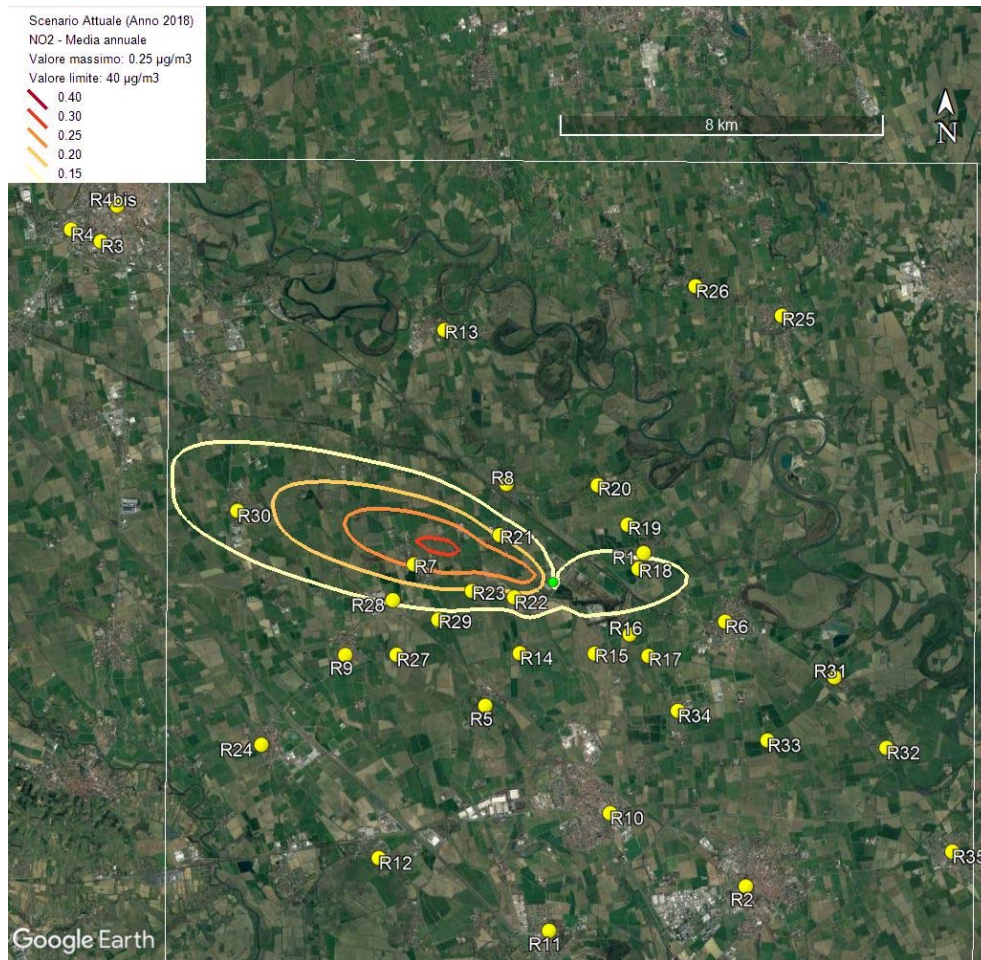 Scenario Attuale (Anno 2018)
NO2 - Media annuale
Valore massimo: 0.25 µg/m3
Valore limite: 40 µg/m3
0.40
0.30
0.25
0.20
0.15
8 km
N
R4bis
R4
R3
R26
R25
R13
R8
R20
R30
R19
R21
R1
R7
R18
R23
R22
R28
R29
R6
R16
R9
R27
R14
R15
R17
R31
R5
R34
R24
R33
R32
R10
R12
R35
R2
R11
Google Earth